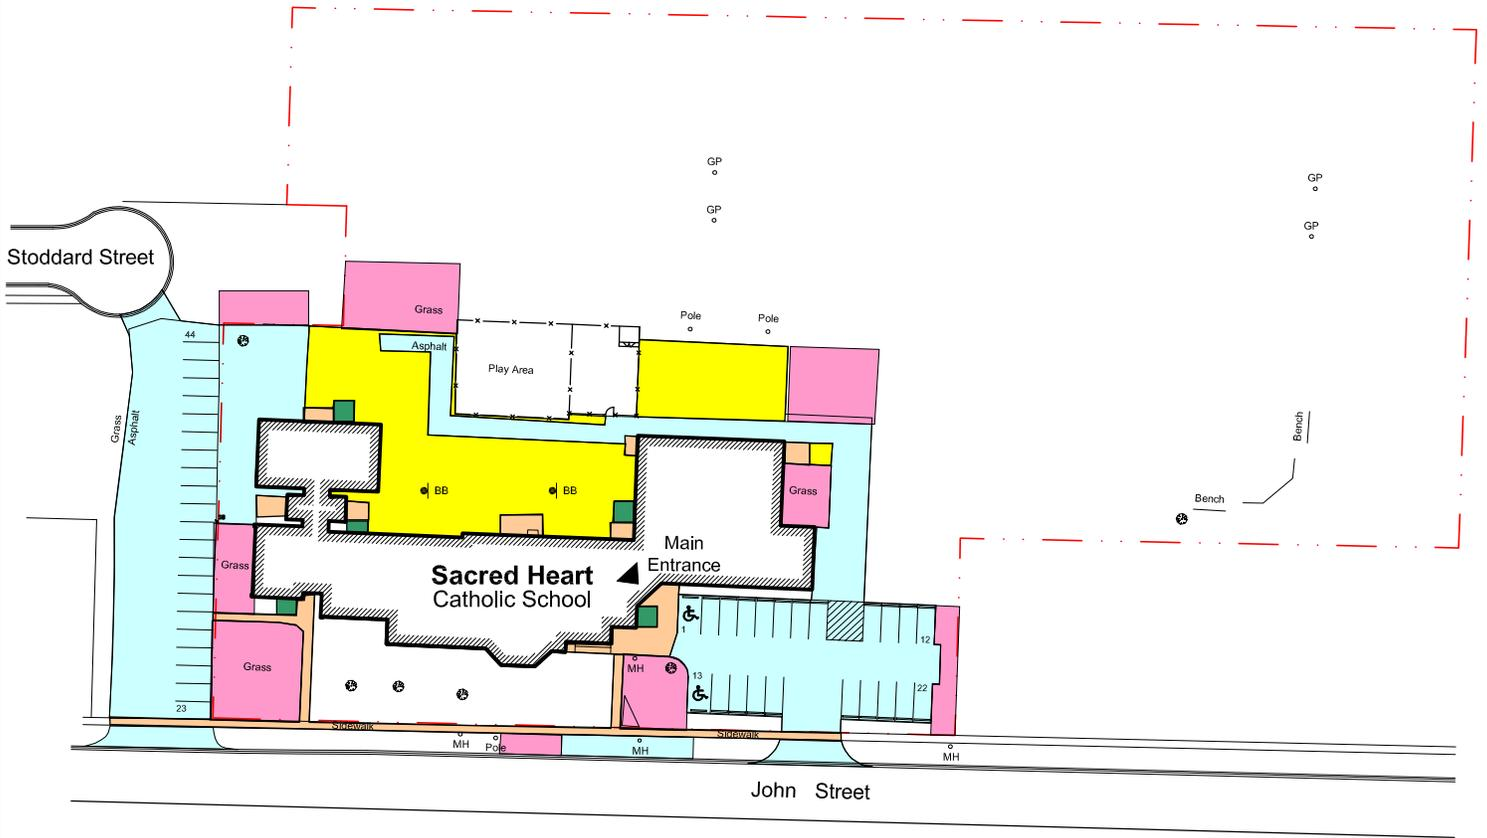 GP
GP
GP
GP
Stoddard Street
Grass
Pole
Pole
44
Asphalt
Play Area
Grass
Asphalt
Bench
BB
BB
Grass
Bench
Main
Entrance
Grass
Sacred Heart
Catholic School
1
12
Grass
MH
13
22
23
Sidewalk
Sidewalk
MH
Pole
MH
MH
John Street